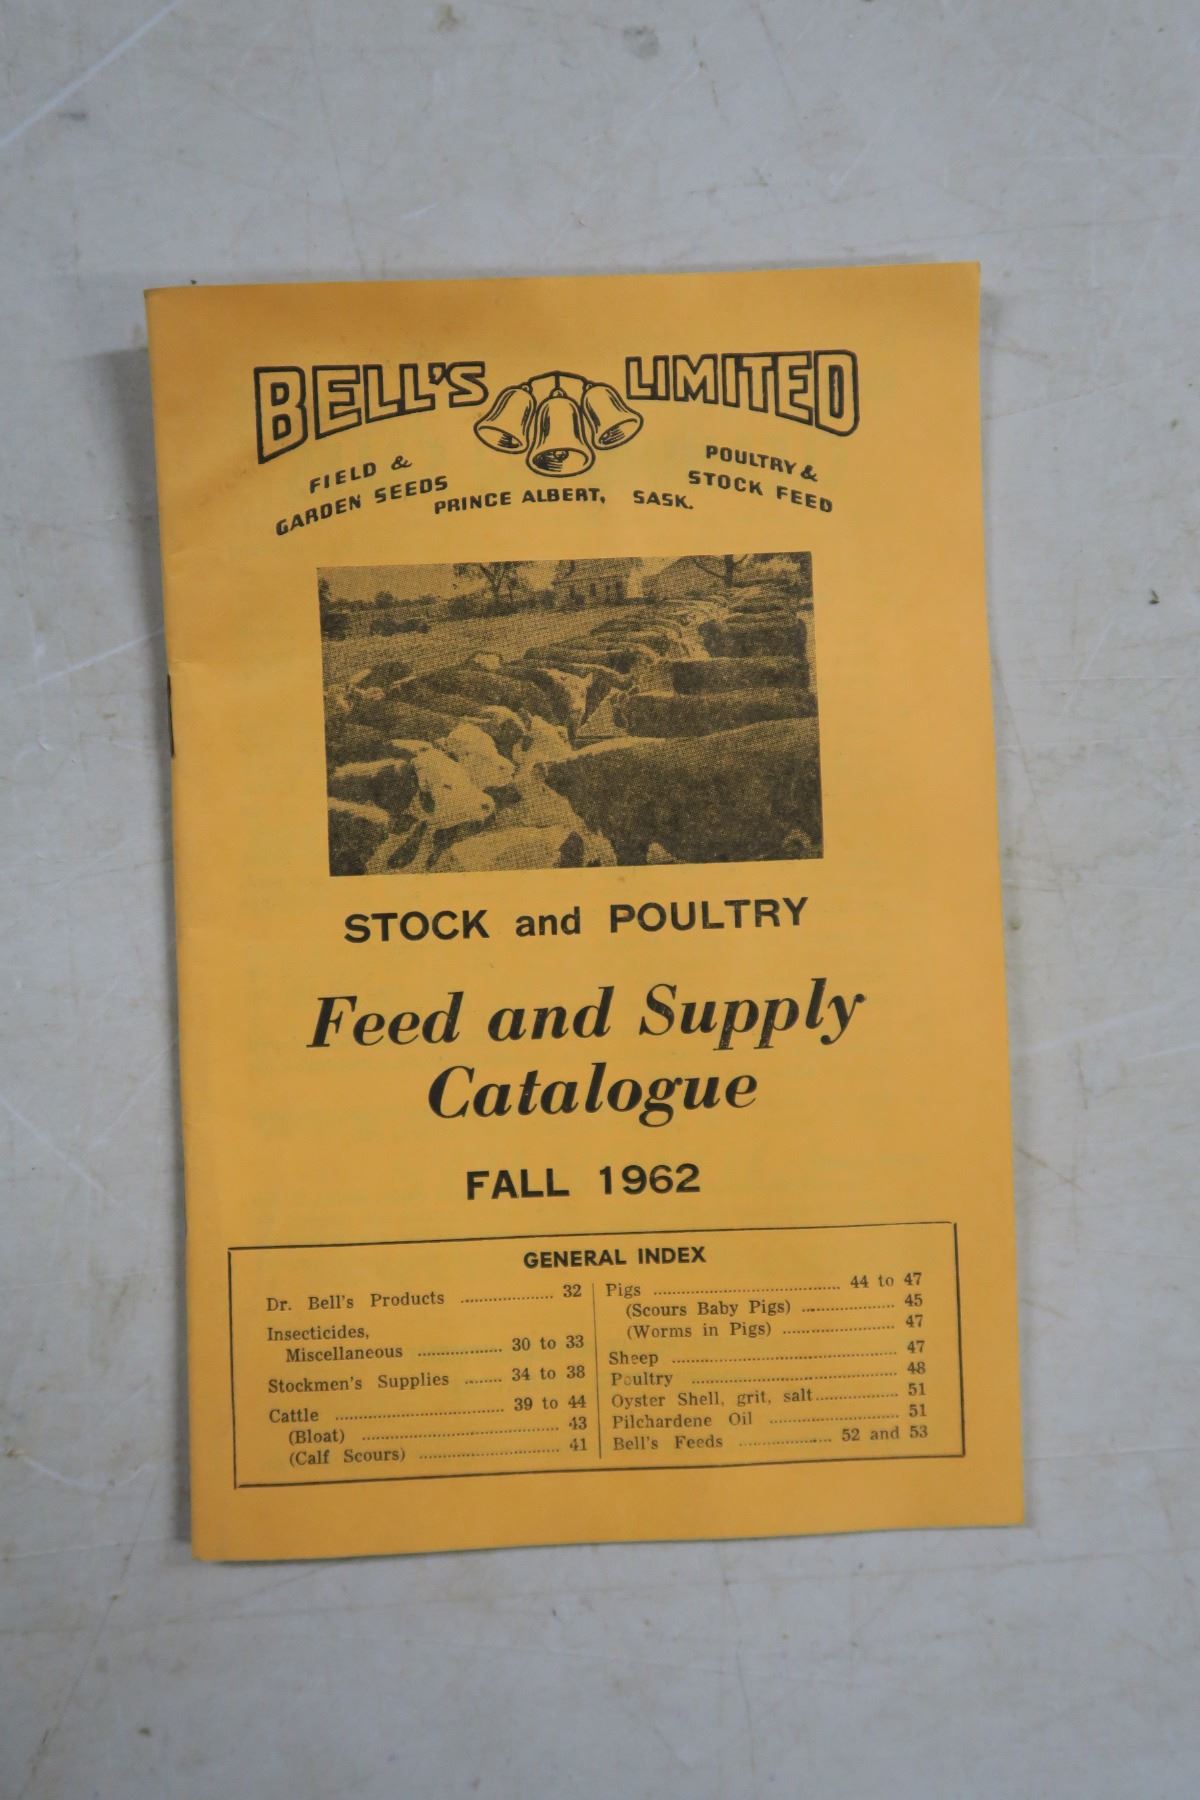 BELL'S LIMITED
FIELD &
GARDEN SEEDS
PRINCE ALBERT, SASK.
POULTRY &
STOCK FEED
STOCK and POULTRY
Feed and Supply
Catalogue
FALL 1962
GENERAL INDEX
Dr. Bell's Products ................. 32
Insecticides,
Miscellaneous ............... 30 to 33
Stockmen's Supplies ....... 34 to 38
Cattle .............................. 39 to 44
(Bloat) ................................... 43
(Calf Scours) ......................... 41
Pigs .................................. 44 to 47
(Scours Baby Pigs) ................ 45
(Worms in Pigs) .................... 47
Sheep ........................................ 47
Poultry ..................................... 48
Oyster Shell, grit, salt .............. 51
Pilchardene Oil ........................ 51
Bell's Feeds ................ 52 and 53